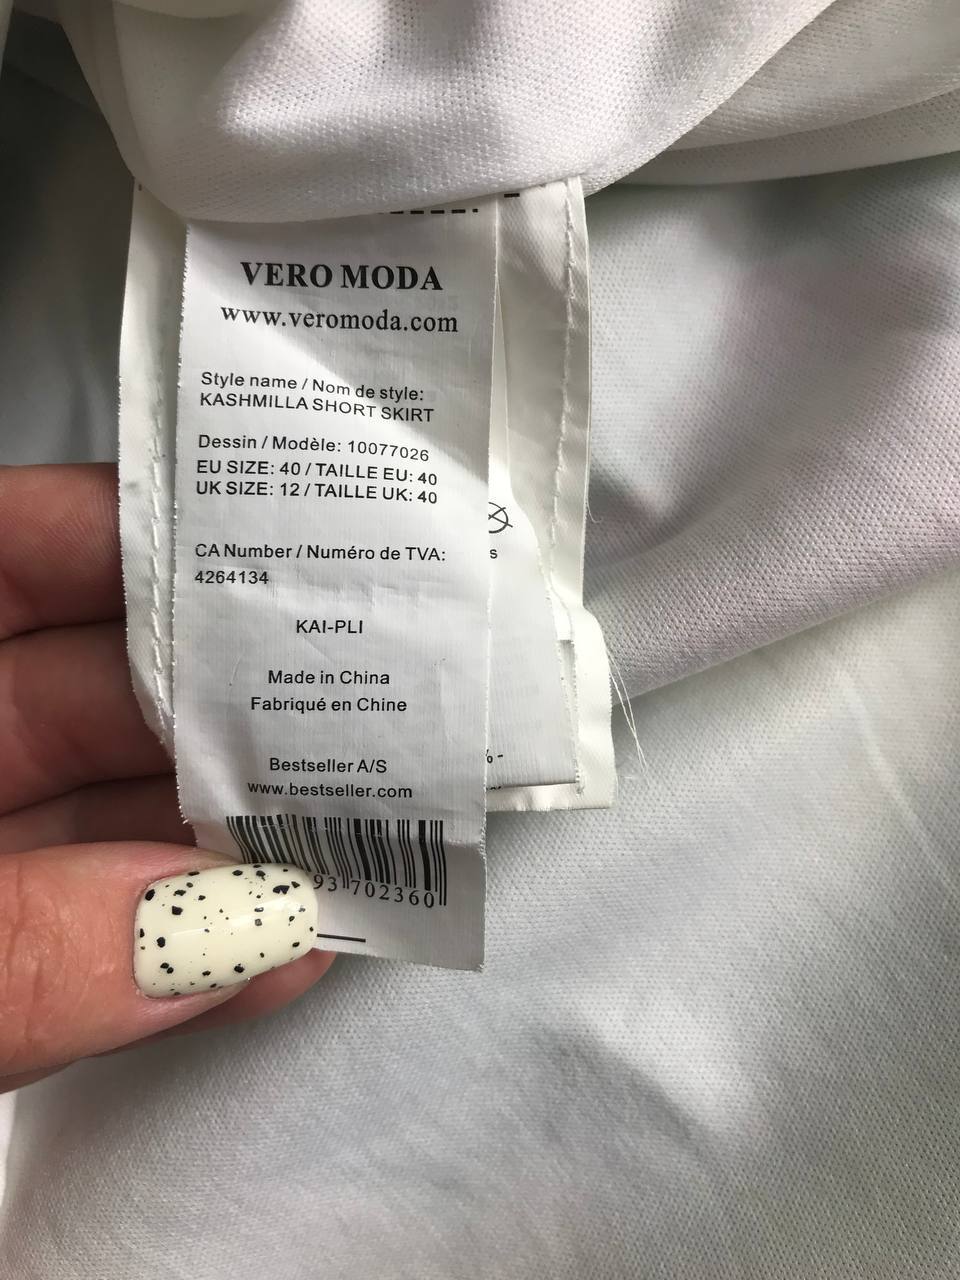 VERO MODA
www.veromoda.com
Style name / Nom de style:
KASHMILLA SHORT SKIRT
Dessin / Modèle: 10077026
EU SIZE: 40 / TAILLE EU: 40
UK SIZE: 12 / TAILLE UK: 40
CA Number / Numéro de TVA:
4264134
KAI-PLI
Made in China
Fabriqué en Chine
Bestseller A/S
www.bestseller.com
93 702360
s
% -